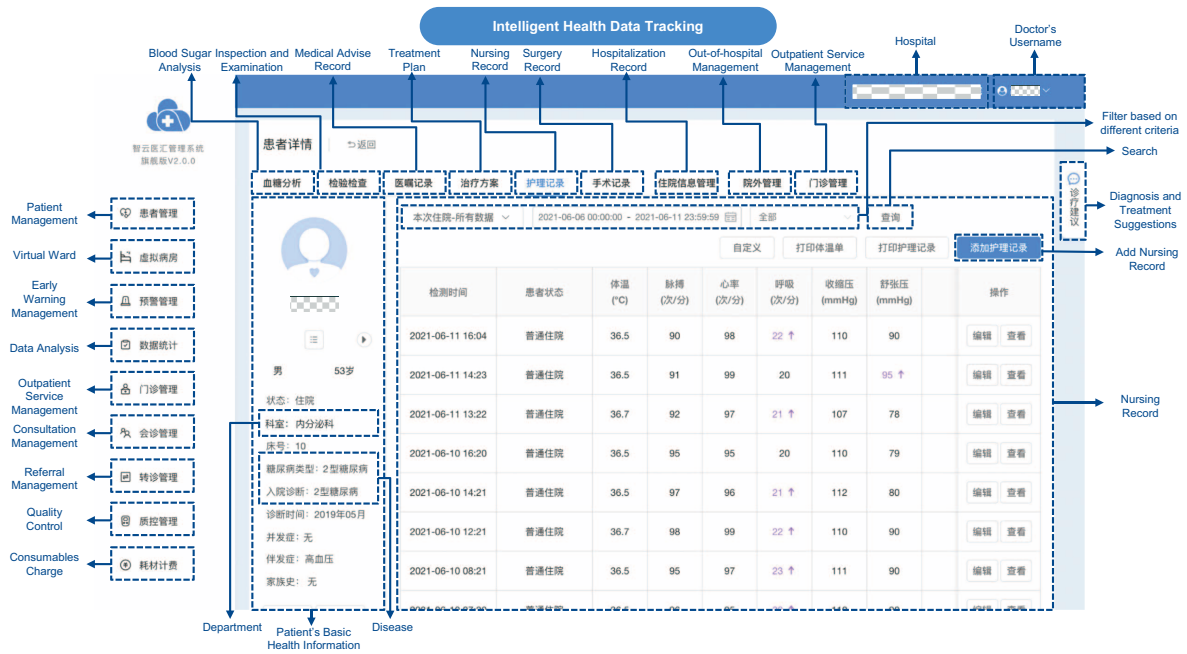 Intelligent Health Data Tracking
Blood Sugar
Analysis
Inspection and
Examination
Medical Advise
Record
Treatment
Plan
Nursing
Record
Surgery
Record
Hospitalization
Record
Out-of-hospital
Management
Outpatient Service
Management
Hospital
Doctor's
Username
Filter based on
different criteria
Search
Diagnosis and
Treatment
Suggestions
Add Nursing
Record
Nursing
Record
智云医汇管理系统
旗舰版V2.0.0
患者详情
返回
血糖分析 检验检查 医嘱记录 治疗方案 护理记录 手术记录 住院信息管理 院外管理 门诊管理
诊疗建议
Patient
Management
患者管理
Virtual Ward
虚拟病房
Early
Warning
Management
预警管理
Data Analysis
数据统计
Outpatient
Service
Management
门诊管理
Consultation
Management
会诊管理
Referral
Management
转诊管理
Quality
Control
质控管理
Consumables
Charge
耗材计费
男 53岁
状态：住院
科室：内分泌科
床号：10
糖尿病类型：2型糖尿病
入院诊断：2型糖尿病
诊断时间：2019年05月
并发症：无
伴发症：高血压
家族史：无
Department
Patient's Basic
Health Information
Disease
本次住院-所有数据 2021-06-06 00:00:00 - 2021-06-11 23:59:59 全部 查询
自定义 打印体温单 打印护理记录 添加护理记录
检测时间 患者状态 体温 (°C) 脉搏 (次/分) 心率 (次/分) 呼吸 (次/分) 收缩压 (mmHg) 舒张压 (mmHg) 操作
2021-06-11 16:04 普通住院 36.5 90 98 22 ↑ 110 90 编辑 查看
2021-06-11 14:23 普通住院 36.5 91 99 20 111 95 ↑ 编辑 查看
2021-06-11 13:22 普通住院 36.7 92 97 21 ↑ 107 78 编辑 查看
2021-06-10 16:20 普通住院 36.5 95 95 20 110 79 编辑 查看
2021-06-10 14:21 普通住院 36.5 97 96 21 ↑ 112 80 编辑 查看
2021-06-10 12:21 普通住院 36.7 98 99 22 ↑ 110 90 编辑 查看
2021-06-10 08:21 普通住院 36.5 95 97 23 ↑ 111 90 编辑 查看